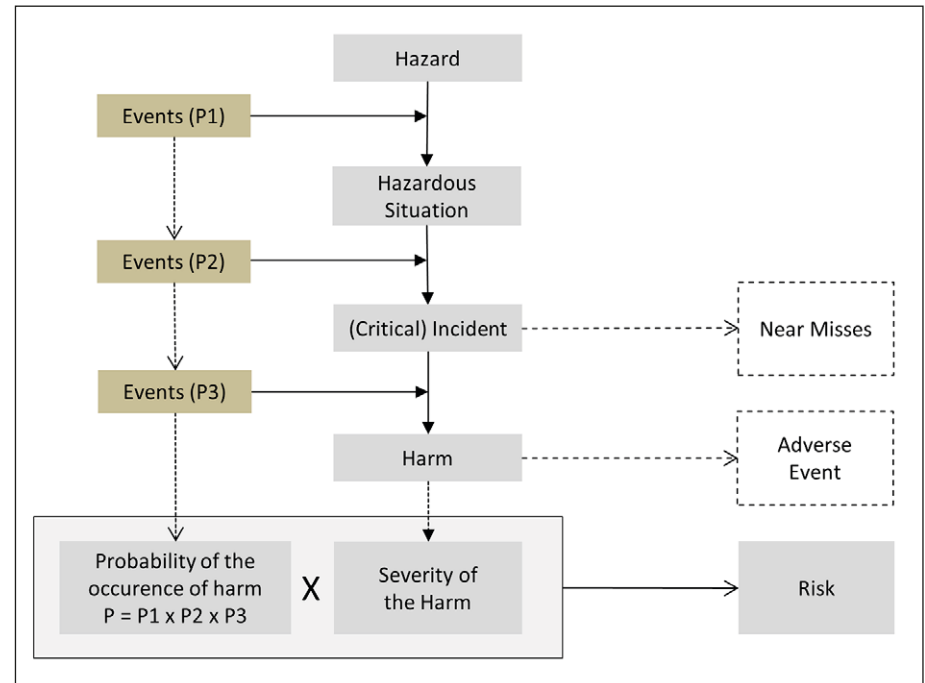 Hazard
Events (P1)
Hazardous
Situation
Events (P2)
(Critical) Incident
Near Misses
Events (P3)
Harm
Adverse
Event
Probability of the
occurence of harm
P = P1 x P2 x P3
X
Severity of
the Harm
Risk